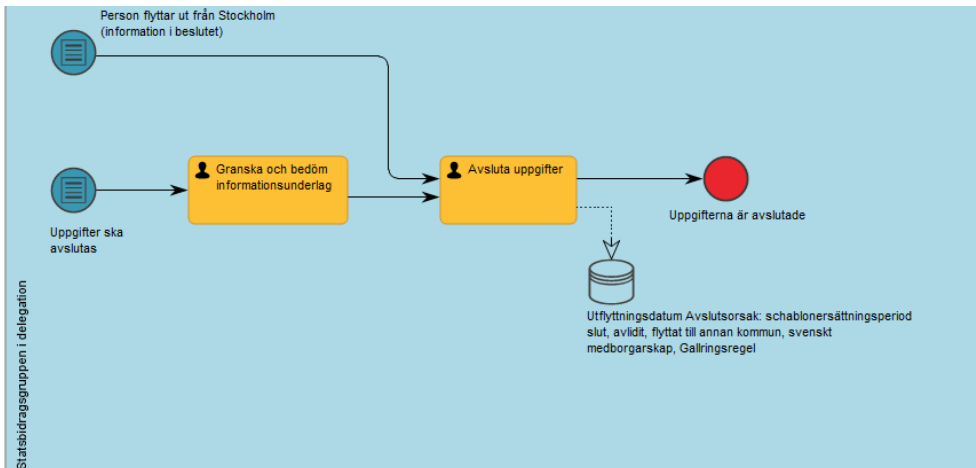 Person flyttar ut från Stockholm
(information i beslutet)
Granska och bedöm
informationsunderlag
Avsluta uppgifter
Uppgifter ska
avslutas
Uppgifterna är avslutade
Utflyttningsdatum Avslutsorsak: schablonersättningsperiod
slut, avlidit, flyttat till annan kommun, svenskt
medborgarskap, Gallringsregel
Statsbidragsgruppen i delegation